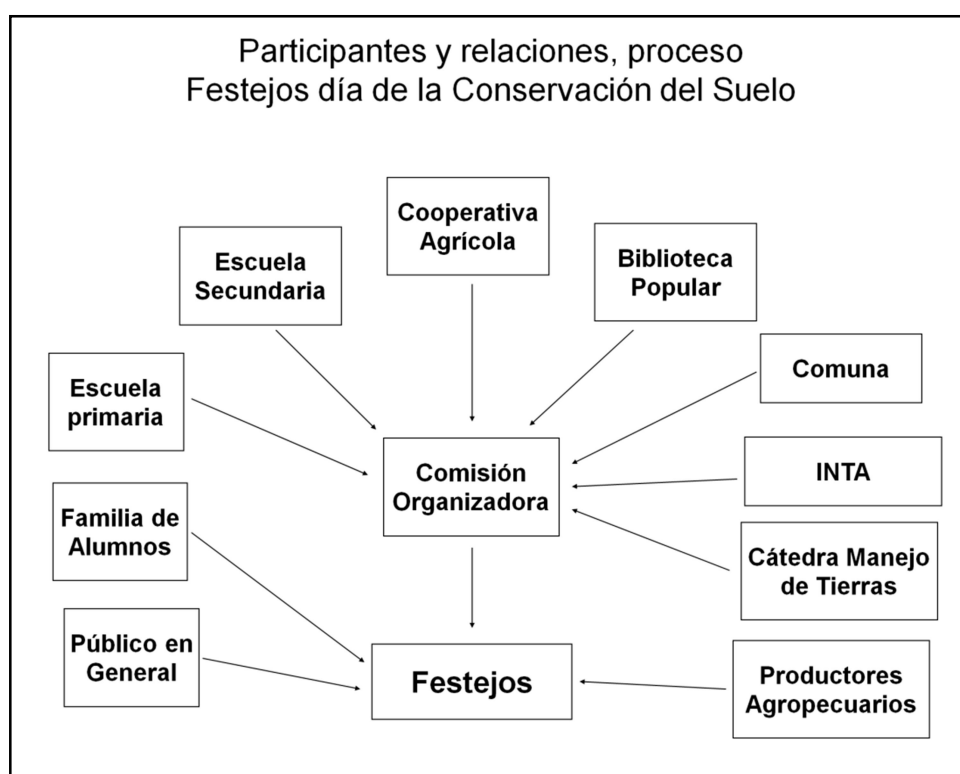 Participantes y relaciones, proceso
Festejos día de la Conservación del Suelo
Cooperativa
Agrícola
Escuela
Secundaria
Biblioteca
Popular
Escuela
primaria
Comuna
Comisión
Organizadora
INTA
Familia de
Alumnos
Cátedra Manejo
de Tierras
Público en
General
Festejos
Productores
Agropecuarios